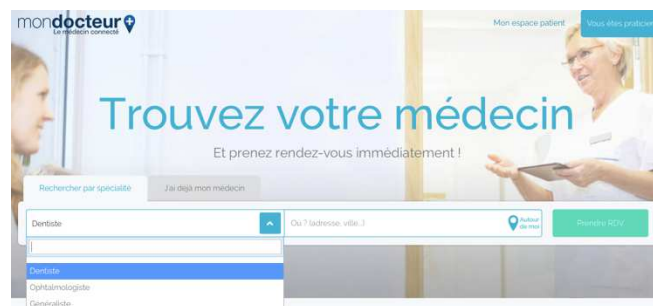 mondocteur
Le médecin connecté
Mon espace patient
Vous êtes praticien
Trouvez votre médecin
Et prenez rendez-vous immédiatement !
Rechercher par spécialité
J'ai déjà mon médecin
Dentiste
Ou ? (adresse, ville...)
Autour
de moi
Prendre RDV
Dentiste
Ophtalmologiste
Généraliste